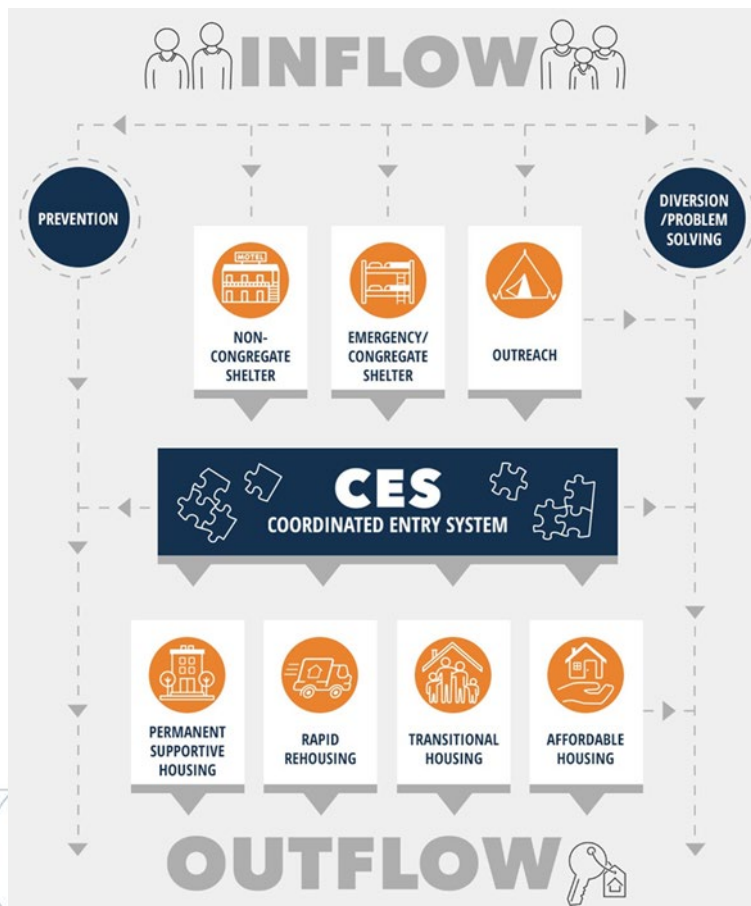 INFLOW
PREVENTION
DIVERSION
/PROBLEM
SOLVING
MOTEL
NON-
CONGREGATE
SHELTER
EMERGENCY/
CONGREGATE
SHELTER
OUTREACH
CES
COORDINATED ENTRY SYSTEM
PERMANENT
SUPPORTIVE
HOUSING
RAPID
REHOUSING
TRANSITIONAL
HOUSING
AFFORDABLE
HOUSING
OUTFLOW